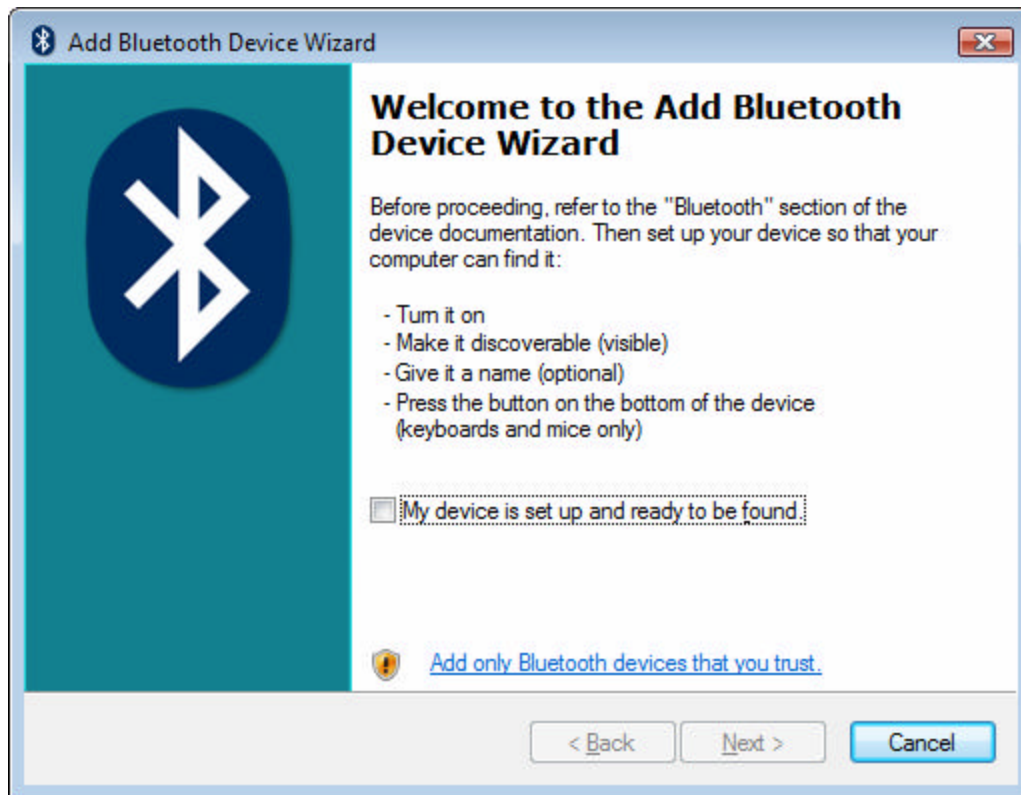 Add Bluetooth Device Wizard
Welcome to the Add Bluetooth
Device Wizard
Before proceeding, refer to the "Bluetooth" section of the
device documentation. Then set up your device so that your
computer can find it:
- Turn it on
- Make it discoverable (visible)
- Give it a name (optional)
- Press the button on the bottom of the device
(keyboards and mice only)
My device is set up and ready to be found.
Add only Bluetooth devices that you trust.
< Back Next > Cancel